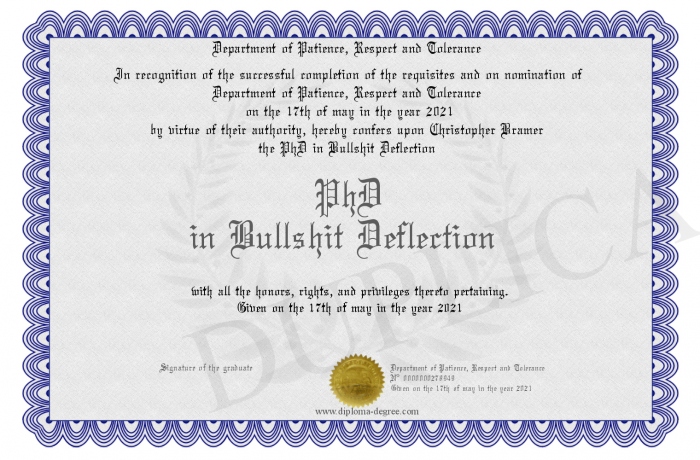 Department of Patience, Respect and Tolerance
In recognition of the successful completion of the requisites and on nomination of
Department of Patience, Respect and Tolerance
on the 17th of may in the year 2021
by virtue of their authority, hereby confers upon Christopher Bramer
the PhD in Bullshit Deflection
PhD
in Bullshit Deflection
DUPLICA
with all the honors, rights, and privileges thereto pertaining.
Given on the 17th of may in the year 2021
Signature of the graduate
Department of Patience, Respect and Tolerance
Nº 0000000278949
Given on the 17th of may in the year 2021
www.diploma-degree.com